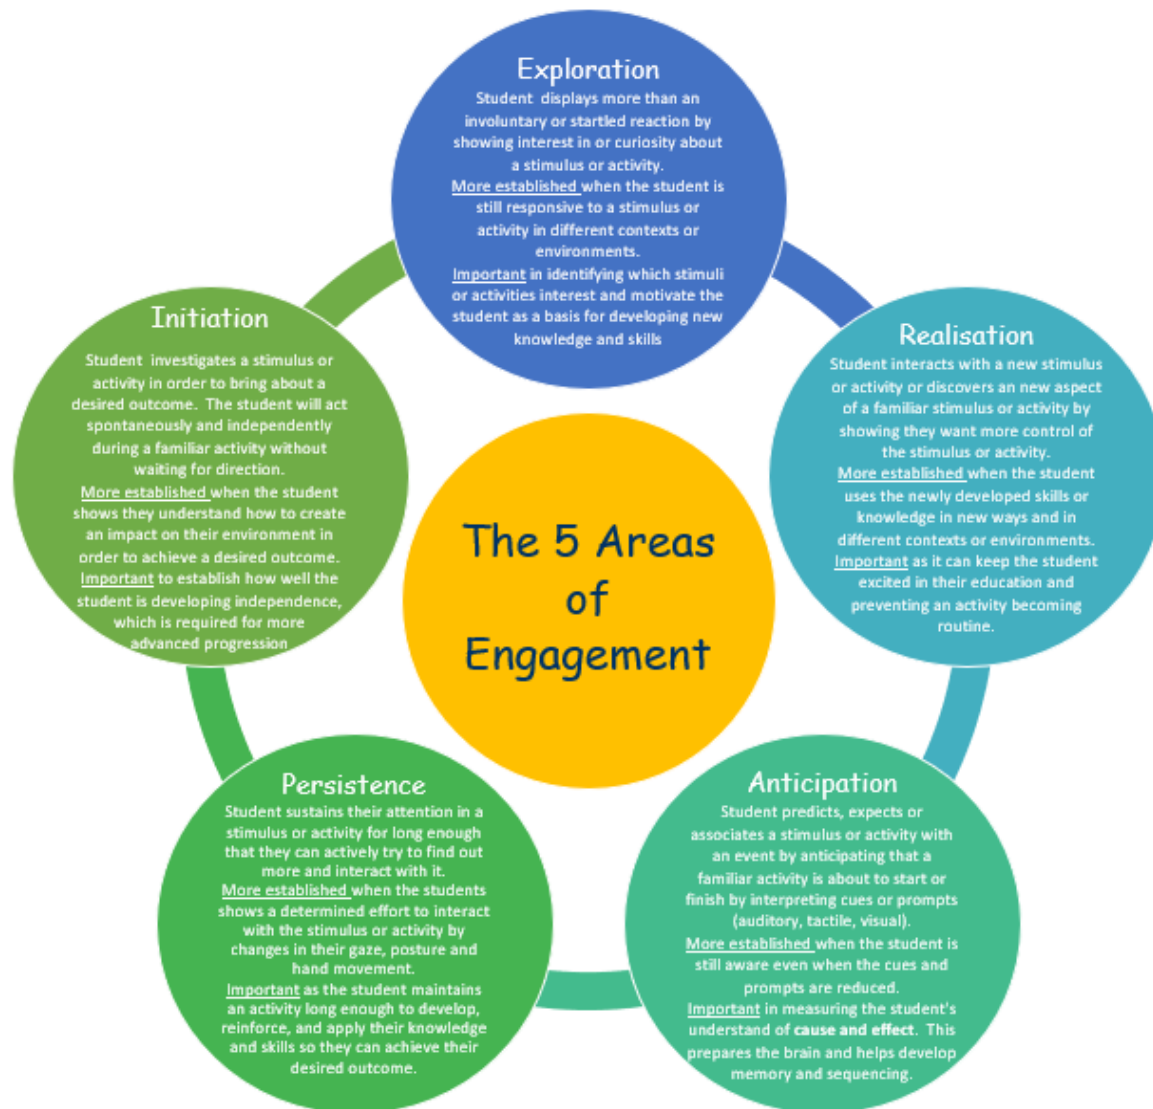 Exploration
Student displays more than an
involuntary or startled reaction by
showing interest in or curiosity about
a stimulus or activity.
More established when the student is
still responsive to a stimulus or
activity in different contexts or
environments.
Important in identifying which stimuli
or activities interest and motivate the
student as a basis for developing new
knowledge and skills
Realisation
Student interacts with a new stimulus
or activity or discovers an new aspect
of a familiar stimulus or activity by
showing they want more control of
the stimulus or activity.
More established when the student
uses the newly developed skills or
knowledge in new ways and in
different contexts or environments.
Important as it can keep the student
excited in their education and
preventing an activity becoming
routine.
Anticipation
Student predicts, expects or
associates a stimulus or activity with
an event by anticipating that a
familiar activity is about to start or
finish by interpreting cues or prompts
(auditory, tactile, visual).
More established when the student is
still aware even when the cues and
prompts are reduced.
Important in measuring the student's
understand of cause and effect. This
prepares the brain and helps develop
memory and sequencing.
Persistence
Student sustains their attention in a
stimulus or activity for long enough
that they can actively try to find out
more and interact with it.
More established when the students
shows a determined effort to interact
with the stimulus or activity by
changes in their gaze, posture and
hand movement.
Important as the student maintains
an activity long enough to develop,
reinforce, and apply their knowledge
and skills so they can achieve their
desired outcome.
Initiation
Student investigates a stimulus or
activity in order to bring about a
desired outcome. The student will act
spontaneously and independently
during a familiar activity without
waiting for direction.
More established when the student
shows they understand how to create
an impact on their environment in
order to achieve a desired outcome.
Important to establish how well the
student is developing independence,
which is required for more
advanced progression
The 5 Areas
of
Engagement